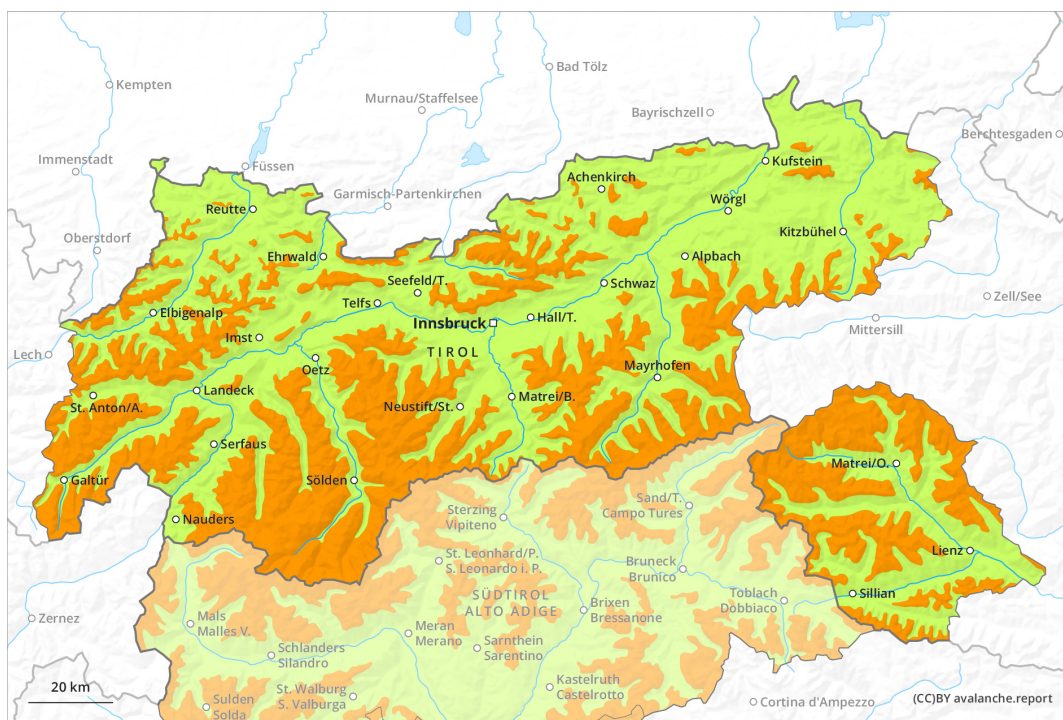 Kempten
Bad Tölz
Murnau/Staffelsee
Bayrischzell
Berchtesgaden
Immenstadt
Füssen
Kufstein
Garmisch-Partenkirchen
Achenkirch
Wörgl
Reutte
Oberstdorf
Kitzbühel
Ehrwald
Alpbach
Seefeld/T.
Schwaz
Zell/See
Telfs
Elbigenalp
Innsbruck
Hall/T.
Mittersill
Imst
Lech
TIROL
Oetz
Mayrhofen
Landeck
St. Anton/A.
Neustift/St.
Matrei/B.
Serfaus
Galtür
Sölden
Matrei/O.
Sand/T.
Campo Tures
Nauders
Sterzing
Vipiteno
St. Leonhard/P.
S. Leonardo i. P.
Lienz
Bruneck
Brunico
SÜDTIROL
ALTO ADIGE
Toblach
Dobbiaco
Sillian
Brixen
Bressanone
Zernez
Mals
Malles V.
Meran
Merano
Sarnthein
Sarentino
Schlanders
Silandro
20 km
St. Walburg
S. Valburga
Kastelruth
Castelrotto
Sulden
Solda
Cortina d'Ampezzo
(CC)BY avalanche.report